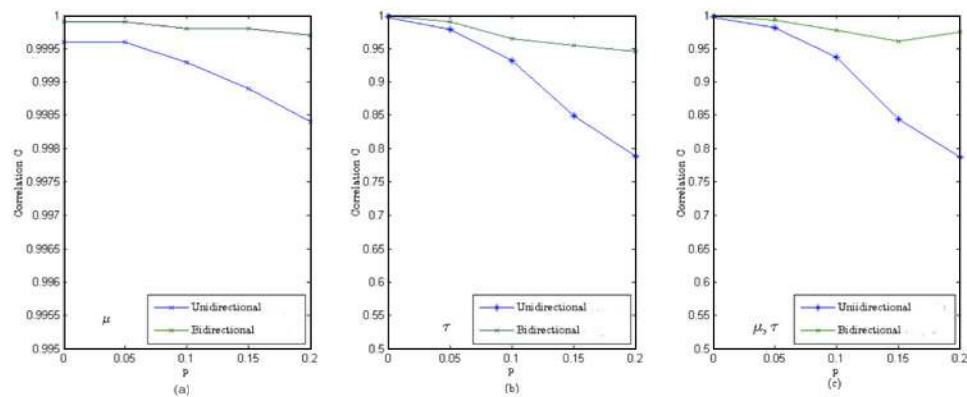 1
0.9995
0.999
0.9985
0.998
0.9975
0.997
0.9965
0.996
0.9955
0.995
Correlation C
0 0.05 0.1 0.15 0.2
P
(a)
μ
Unidirectional
Bidirectional
1
0.95
0.9
0.85
0.8
0.75
0.7
0.65
0.6
0.55
0.5
Correlation C
0 0.05 0.1 0.15 0.2
P
(b)
τ
Unidirectional
Bidirectional
1
0.95
0.9
0.85
0.8
0.75
0.7
0.65
0.6
0.55
0.5
Correlation C
0 0.05 0.1 0.15 0.2
P
(c)
μ, τ
Uniidirectional
Bidirectional